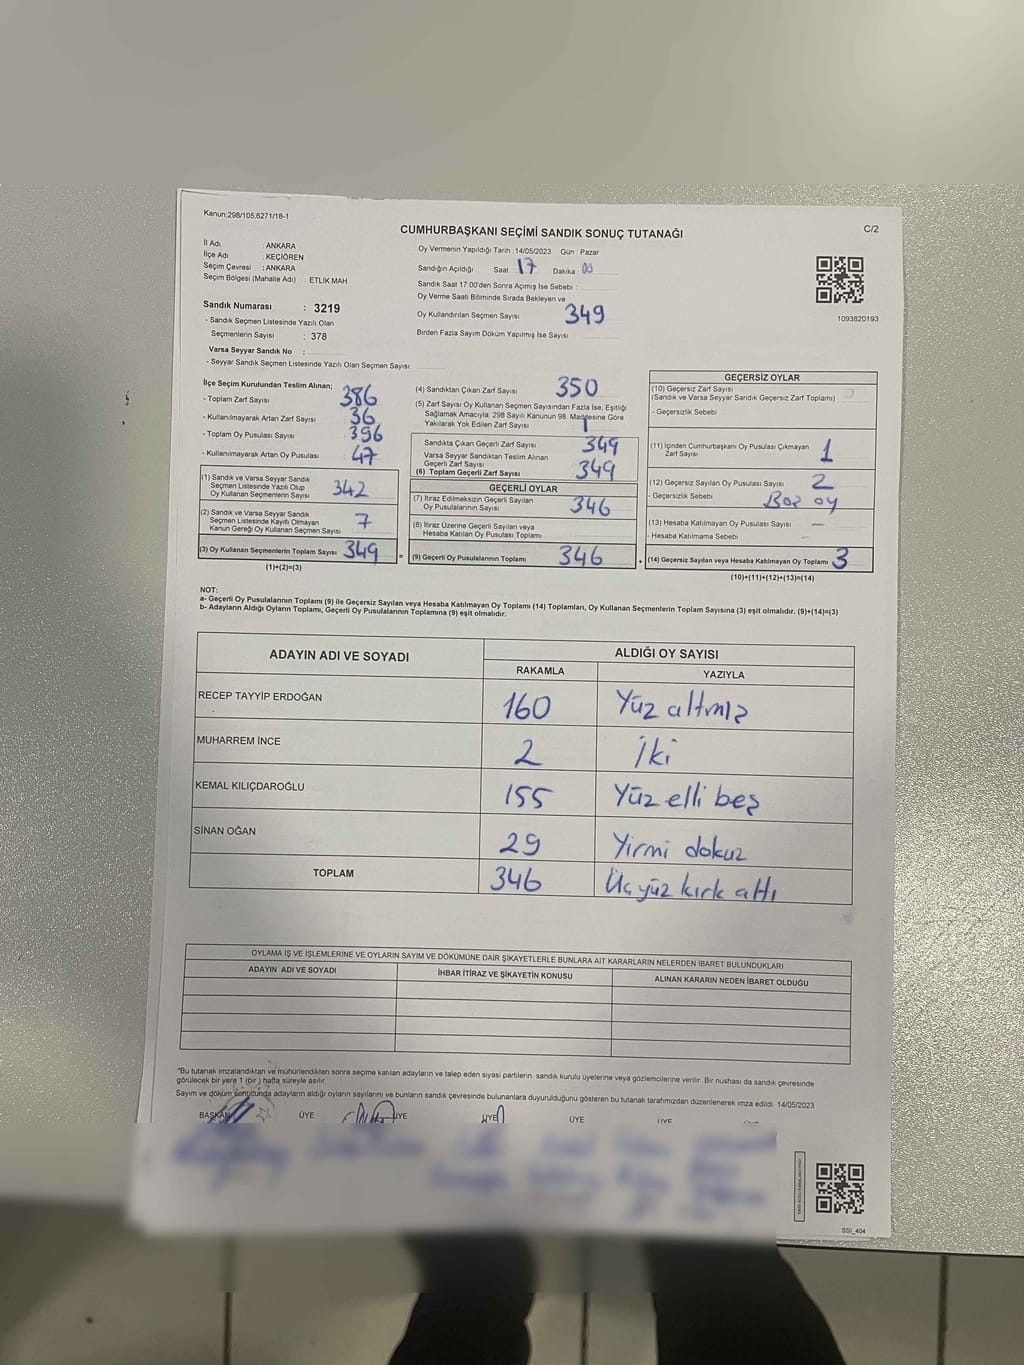 Kanun:298/105,6271/18-1
C/2
CUMHURBAŞKANI SEÇİMİ SANDIK SONUÇ TUTANAĞI
İl Adı : ANKARA
İlçe Adı : KEÇİÖREN
Seçim Çevresi : ANKARA
Seçim Bölgesi (Mahalle Adı) : ETLİK MAH
Sandık Numarası : 3219
- Sandık Seçmen Listesinde Yazılı Olan
Seçmenlerin Sayısı : 378
Varsa Seyyar Sandık No :
- Seyyar Sandık Seçmen Listesinde Yazılı Olan Seçmen Sayısı:
Oy Vermenin Yapıldığı Tarih :14/05/2023 Gün Pazar
Sandığın Açıldığı Saat 17 Dakika 00
Sandık Saat 17:00'den Sonra Açılmış İse Sebebi :
Oy Verme Saati Bitiminde Sırada Bekleyen ve
Oy Kullandırılan Seçmen Sayısı 349
Birden Fazla Sayım Döküm Yapılmış İse Sayısı
1093820193
İlçe Seçim Kurulundan Teslim Alınan;
- Toplam Zarf Sayısı 386
- Kullanılmayarak Artan Zarf Sayısı 36
- Toplam Oy Pusulası Sayısı 396
- Kullanılmayarak Artan Oy Pusulası 47
(1) Sandık ve Varsa Seyyar Sandık
Seçmen Listesinde Yazılı Olup
Oy Kullanan Seçmenlerin Sayısı 342
(2) Sandık ve Varsa Seyyar Sandık
Seçmen Listesinde Kayıtlı Olmayan
Kanun Gereği Oy Kullanan Seçmen Sayısı 7
(3) Oy Kullanan Seçmenlerin Toplam Sayısı 349
(1)+(2)=(3)
(4) Sandıktan Çıkan Zarf Sayısı 350
(5) Zarf Sayısı Oy Kullanan Seçmen Sayısından Fazla İse, Eşitliği
Sağlamak Amacıyla; 298 Sayılı Kanunun 98. Maddesine Göre
Yakılarak Yok Edilen Zarf Sayısı 1
Sandıkta Çıkan Geçerli Zarf Sayısı 349
Varsa Seyyar Sandıktan Teslim Alınan
Geçerli Zarf Sayısı
(6) Toplam Geçerli Zarf Sayısı 349
GEÇERLİ OYLAR
(7) İtiraz Edilmeksizin Geçerli Sayılan
Oy Pusulasının Sayısı 346
(8) İtiraz Üzerine Geçerli Sayılan veya
Hesaba Katılan Oy Pusulası Toplamı
= (9) Geçerli Oy Pusulalarının Toplamı 346
GEÇERSİZ OYLAR
(10) Geçersiz Zarf Sayısı
(Sandık ve Varsa Seyyar Sandık Geçersiz Zarf Toplamı)
- Geçersizlik Sebebi
(11) İçinden Cumhurbaşkanı Oy Pusulası Çıkmayan
Zarf Sayısı 1
(12) Geçersiz Sayılan Oy Pusulası Sayısı 2
- Geçersizlik Sebebi Boş oy
(13) Hesaba Katılmayan Oy Pusulası Sayısı -
- Hesaba Katılmama Sebebi -
+ (14) Geçersiz Sayılan veya Hesaba Katılmayan Oy Toplamı 3
(10)+(11)+(12)+(13)=(14)
NOT:
a- Geçerli Oy Pusulalarının Toplamı (9) ile Geçersiz Sayılan veya Hesaba Katılmayan Oy Toplamı (14) Toplamları, Oy Kullanan Seçmenlerin Toplam Sayısına (3) eşit olmalıdır. (9)+(14)=(3)
b- Adayların Aldığı Oyların Toplamı, Geçerli Oy Pusulalarının Toplamına (9) eşit olmalıdır.
ADAYIN ADI VE SOYADI ALDIĞI OY SAYISI
RAKAMLA YAZIYLA
RECEP TAYYİP ERDOĞAN 160 Yüz altmış
MUHARREM İNCE 2 İki
KEMAL KILIÇDAROĞLU 155 Yüz elli beş
SİNAN OĞAN 29 Yirmi dokuz
TOPLAM 346 Üç yüz kırk altı
OYLAMA İŞ VE İŞLEMLERİNE VE OYLARIN SAYIM VE DÖKÜMÜNE DAİR ŞİKAYETLERLE BUNLARA AİT KARARLARIN NELERDEN İBARET BULUNDUKLARI
ADAYIN ADI VE SOYADI İHBAR İTİRAZ VE ŞİKAYETİN KONUSU ALINAN KARARIN NEDEN İBARET OLDUĞU
*Bu tutanak imzalandıktan ve mühürlendikten sonra seçime katılan adayların ve talep eden siyasi partilerin sandık kurulu üyelerine veya gözlemcilerine verilir. Bir nüshası da sandık çevresinde
görülecek bir yere 1 (bir) hafta süreyle asılır.
Sayım ve döküm sonucunda adayların aldığı oyların sayılarını ve bunların sandık çevresinde bulunanlara duyurulduğunu gösteren bu tutanak tarafımızdan düzenlenerek imza edildi. 14/05/2023
BAŞKAN ÜYE ÜYE ÜYE ÜYE ÜYE
SSI_404